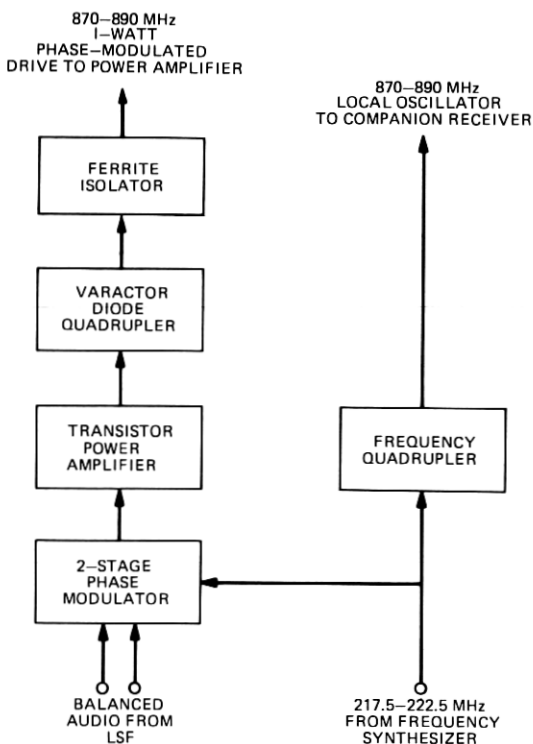 870–890 MHz
1–WATT
PHASE–MODULATED
DRIVE TO POWER AMPLIFIER
870–890 MHz
LOCAL OSCILLATOR
TO COMPANION RECEIVER
FERRITE
ISOLATOR
VARACTOR
DIODE
QUADRUPLER
TRANSISTOR
POWER
AMPLIFIER
FREQUENCY
QUADRUPLER
2–STAGE
PHASE
MODULATOR
BALANCED
AUDIO FROM
LSF
217.5–222.5 MHz
FROM FREQUENCY
SYNTHESIZER